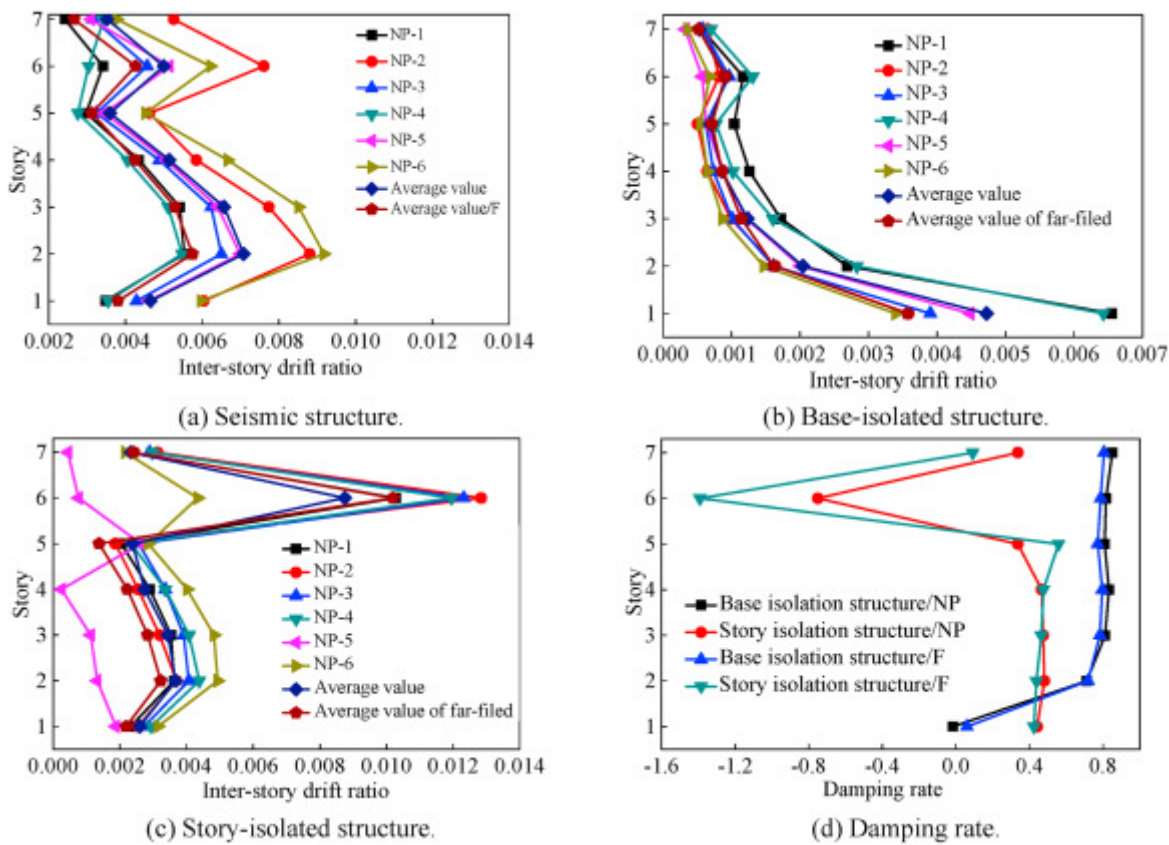 7
6
5
4
3
2
1
Story
NP-1
NP-2
NP-3
NP-4
NP-5
NP-6
Average value
Average value/F
0.002 0.004 0.006 0.008 0.010 0.012 0.014
Inter-story drift ratio
(a) Seismic structure.
7
6
5
4
3
2
1
Story
NP-1
NP-2
NP-3
NP-4
NP-5
NP-6
Average value
Average value of far-filed
0.000 0.001 0.002 0.003 0.004 0.005 0.006 0.007
Inter-story drift ratio
(b) Base-isolated structure.
7
6
5
4
3
2
1
Story
NP-1
NP-2
NP-3
NP-4
NP-5
NP-6
Average value
Average value of far-filed
0.000 0.002 0.004 0.006 0.008 0.010 0.012 0.014
Inter-story drift ratio
(c) Story-isolated structure.
7
6
5
4
3
2
1
Story
Base isolation structure/NP
Story isolation structure/NP
Base isolation structure/F
Story isolation structure/F
-1.6 -1.2 -0.8 -0.4 0.0 0.4 0.8
Damping rate
(d) Damping rate.